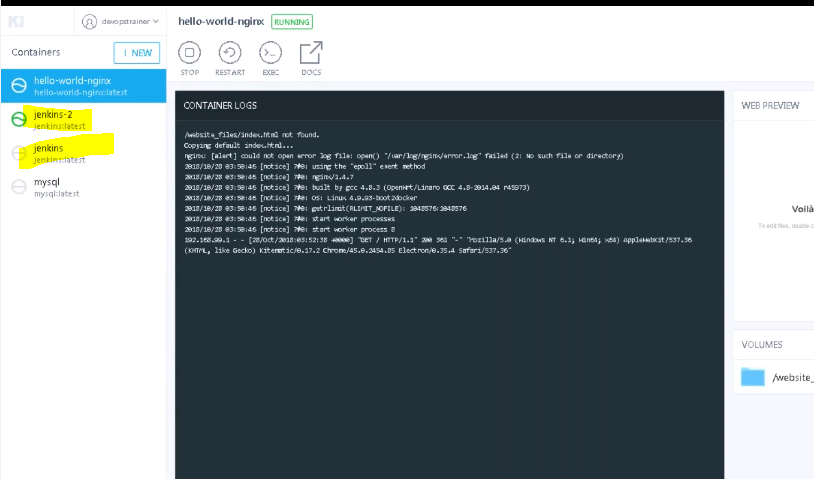 devopstrainer
hello-world-nginx RUNNING
Containers
+ NEW
STOP RESTART EXEC DOCS
hello-world-nginx
hello-world-nginx:latest
jenkins-2
jenkins:latest
jenkins
jenkins:latest
mysql
mysql:latest
CONTAINER LOGS
/website_files/index.html not found.
Copying default index.html...
nginx: [alert] could not open error log file: open() "/var/log/nginx/error.log" failed (2: No such file or directory)
2018/10/28 03:50:46 [notice] 7#0: using the "epoll" event method
2018/10/28 03:50:46 [notice] 7#0: nginx/1.4.7
2018/10/28 03:50:46 [notice] 7#0: built by gcc 4.8.3 (OpenWrt/Linaro GCC 4.8-2014.04 r45973)
2018/10/28 03:50:46 [notice] 7#0: OS: Linux 4.9.93-boot2docker
2018/10/28 03:50:46 [notice] 7#0: getrlimit(RLIMIT_NOFILE): 1048576:1048576
2018/10/28 03:50:46 [notice] 7#0: start worker processes
2018/10/28 03:50:46 [notice] 7#0: start worker process 8
192.168.99.1 - - [28/Oct/2018:03:52:38 +0000] "GET / HTTP/1.1" 200 361 "-" "Mozilla/5.0 (Windows NT 6.1; Win64; x64) AppleWebKit/537.36
(KHTML, like Gecko) Kitematic/0.17.2 Chrome/45.0.2454.85 Electron/0.35.4 Safari/537.36"
WEB PREVIEW
Voilà
To edit files, double-c
VOLUMES
/website_